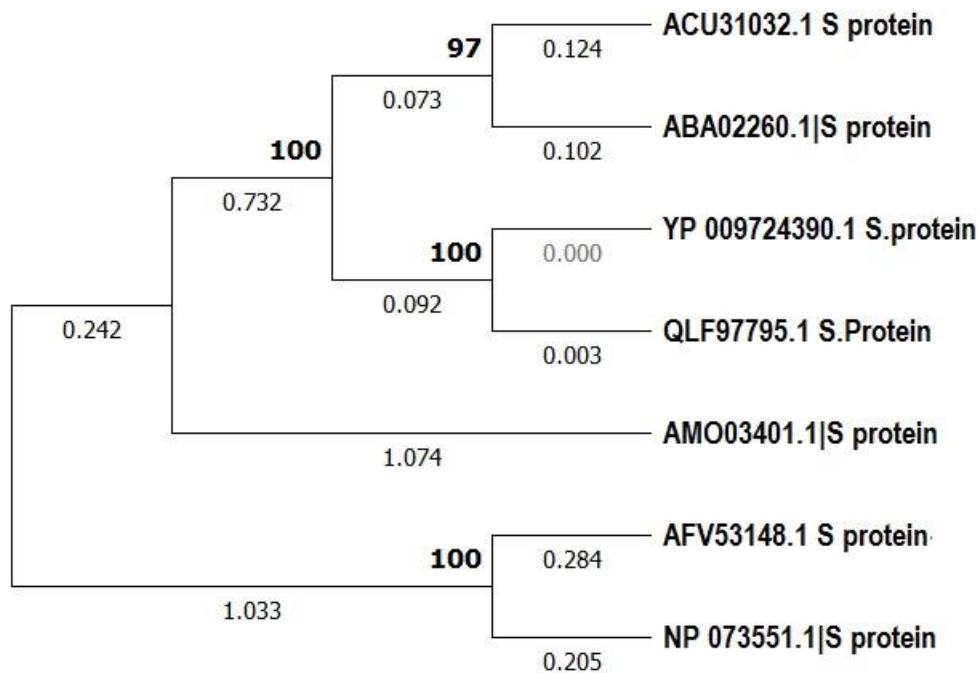 ACU31032.1 S protein
97
0.124
0.073
ABA02260.1|S protein
100
0.102
0.732
YP 009724390.1 S.protein
100
0.000
0.092
QLF97795.1 S.Protein
0.242
0.003
AMO03401.1|S protein
1.074
AFV53148.1 S protein
100
0.284
1.033
NP 073551.1|S protein
0.205